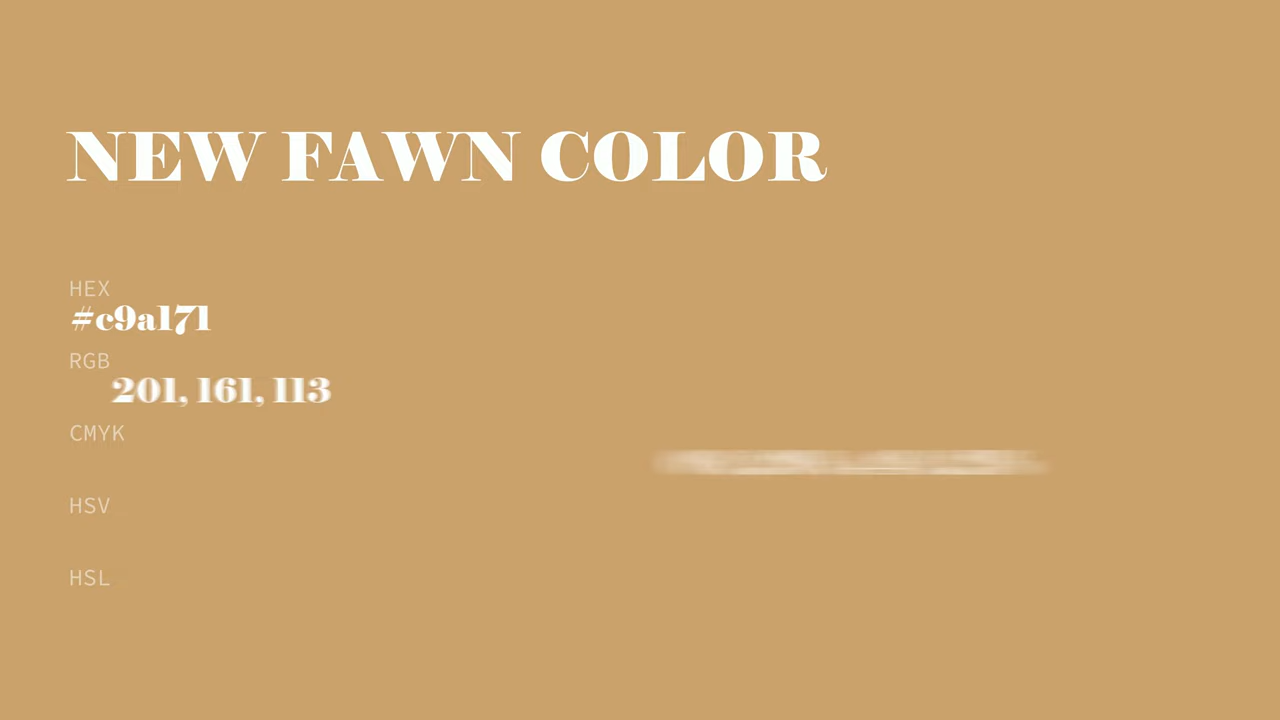 NEW FAWN COLOR
HEX
#c9a171
RGB
201, 161, 113
CMYK
HSV
HSL